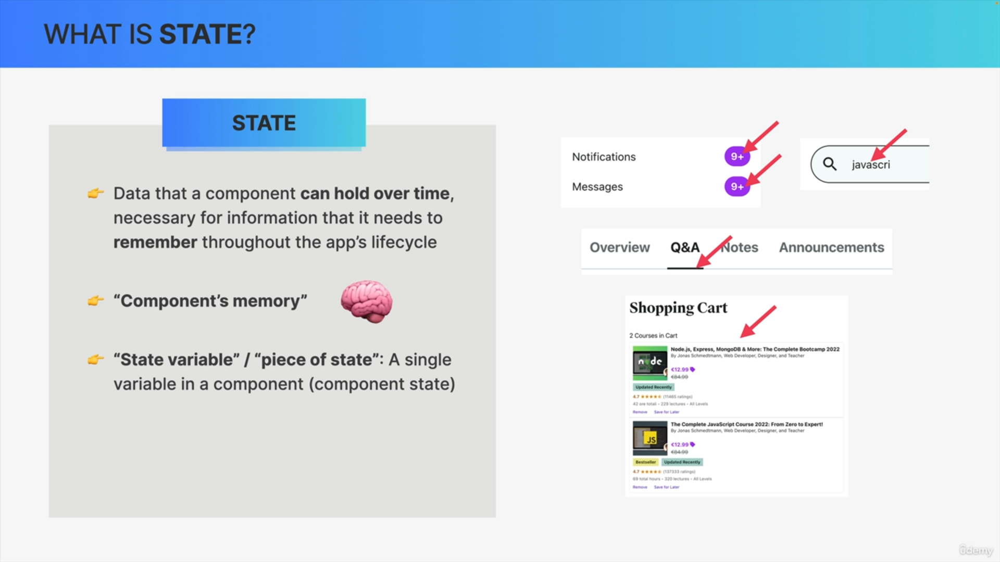 WHAT IS STATE?
STATE
👉 Data that a component can hold over time,
necessary for information that it needs to
remember throughout the app’s lifecycle
👉 “Component’s memory”
👉 “State variable” / “piece of state”: A single
variable in a component (component state)
Notifications 9+
Messages 9+
javascri
Overview Q&A Notes Announcements
Shopping Cart
2 Courses in Cart
node
Node.js, Express, MongoDB & More: The Complete Bootcamp 2022
By Jonas Schmedtmann, Web Developer, Designer, and Teacher
€12.99
€84.99
Updated Recently
4.7 ★★★★★ (11465 ratings)
42 ore totali • 229 lectures • All Levels
Remove Save for Later
JS
The Complete JavaScript Course 2022: From Zero to Expert!
By Jonas Schmedtmann, Web Developer, Designer, and Teacher
€12.99
€84.99
Bestseller Updated Recently
4.7 ★★★★★ (137333 ratings)
69 total hours • 320 lectures • All Levels
Remove Save for Later
ûdemy